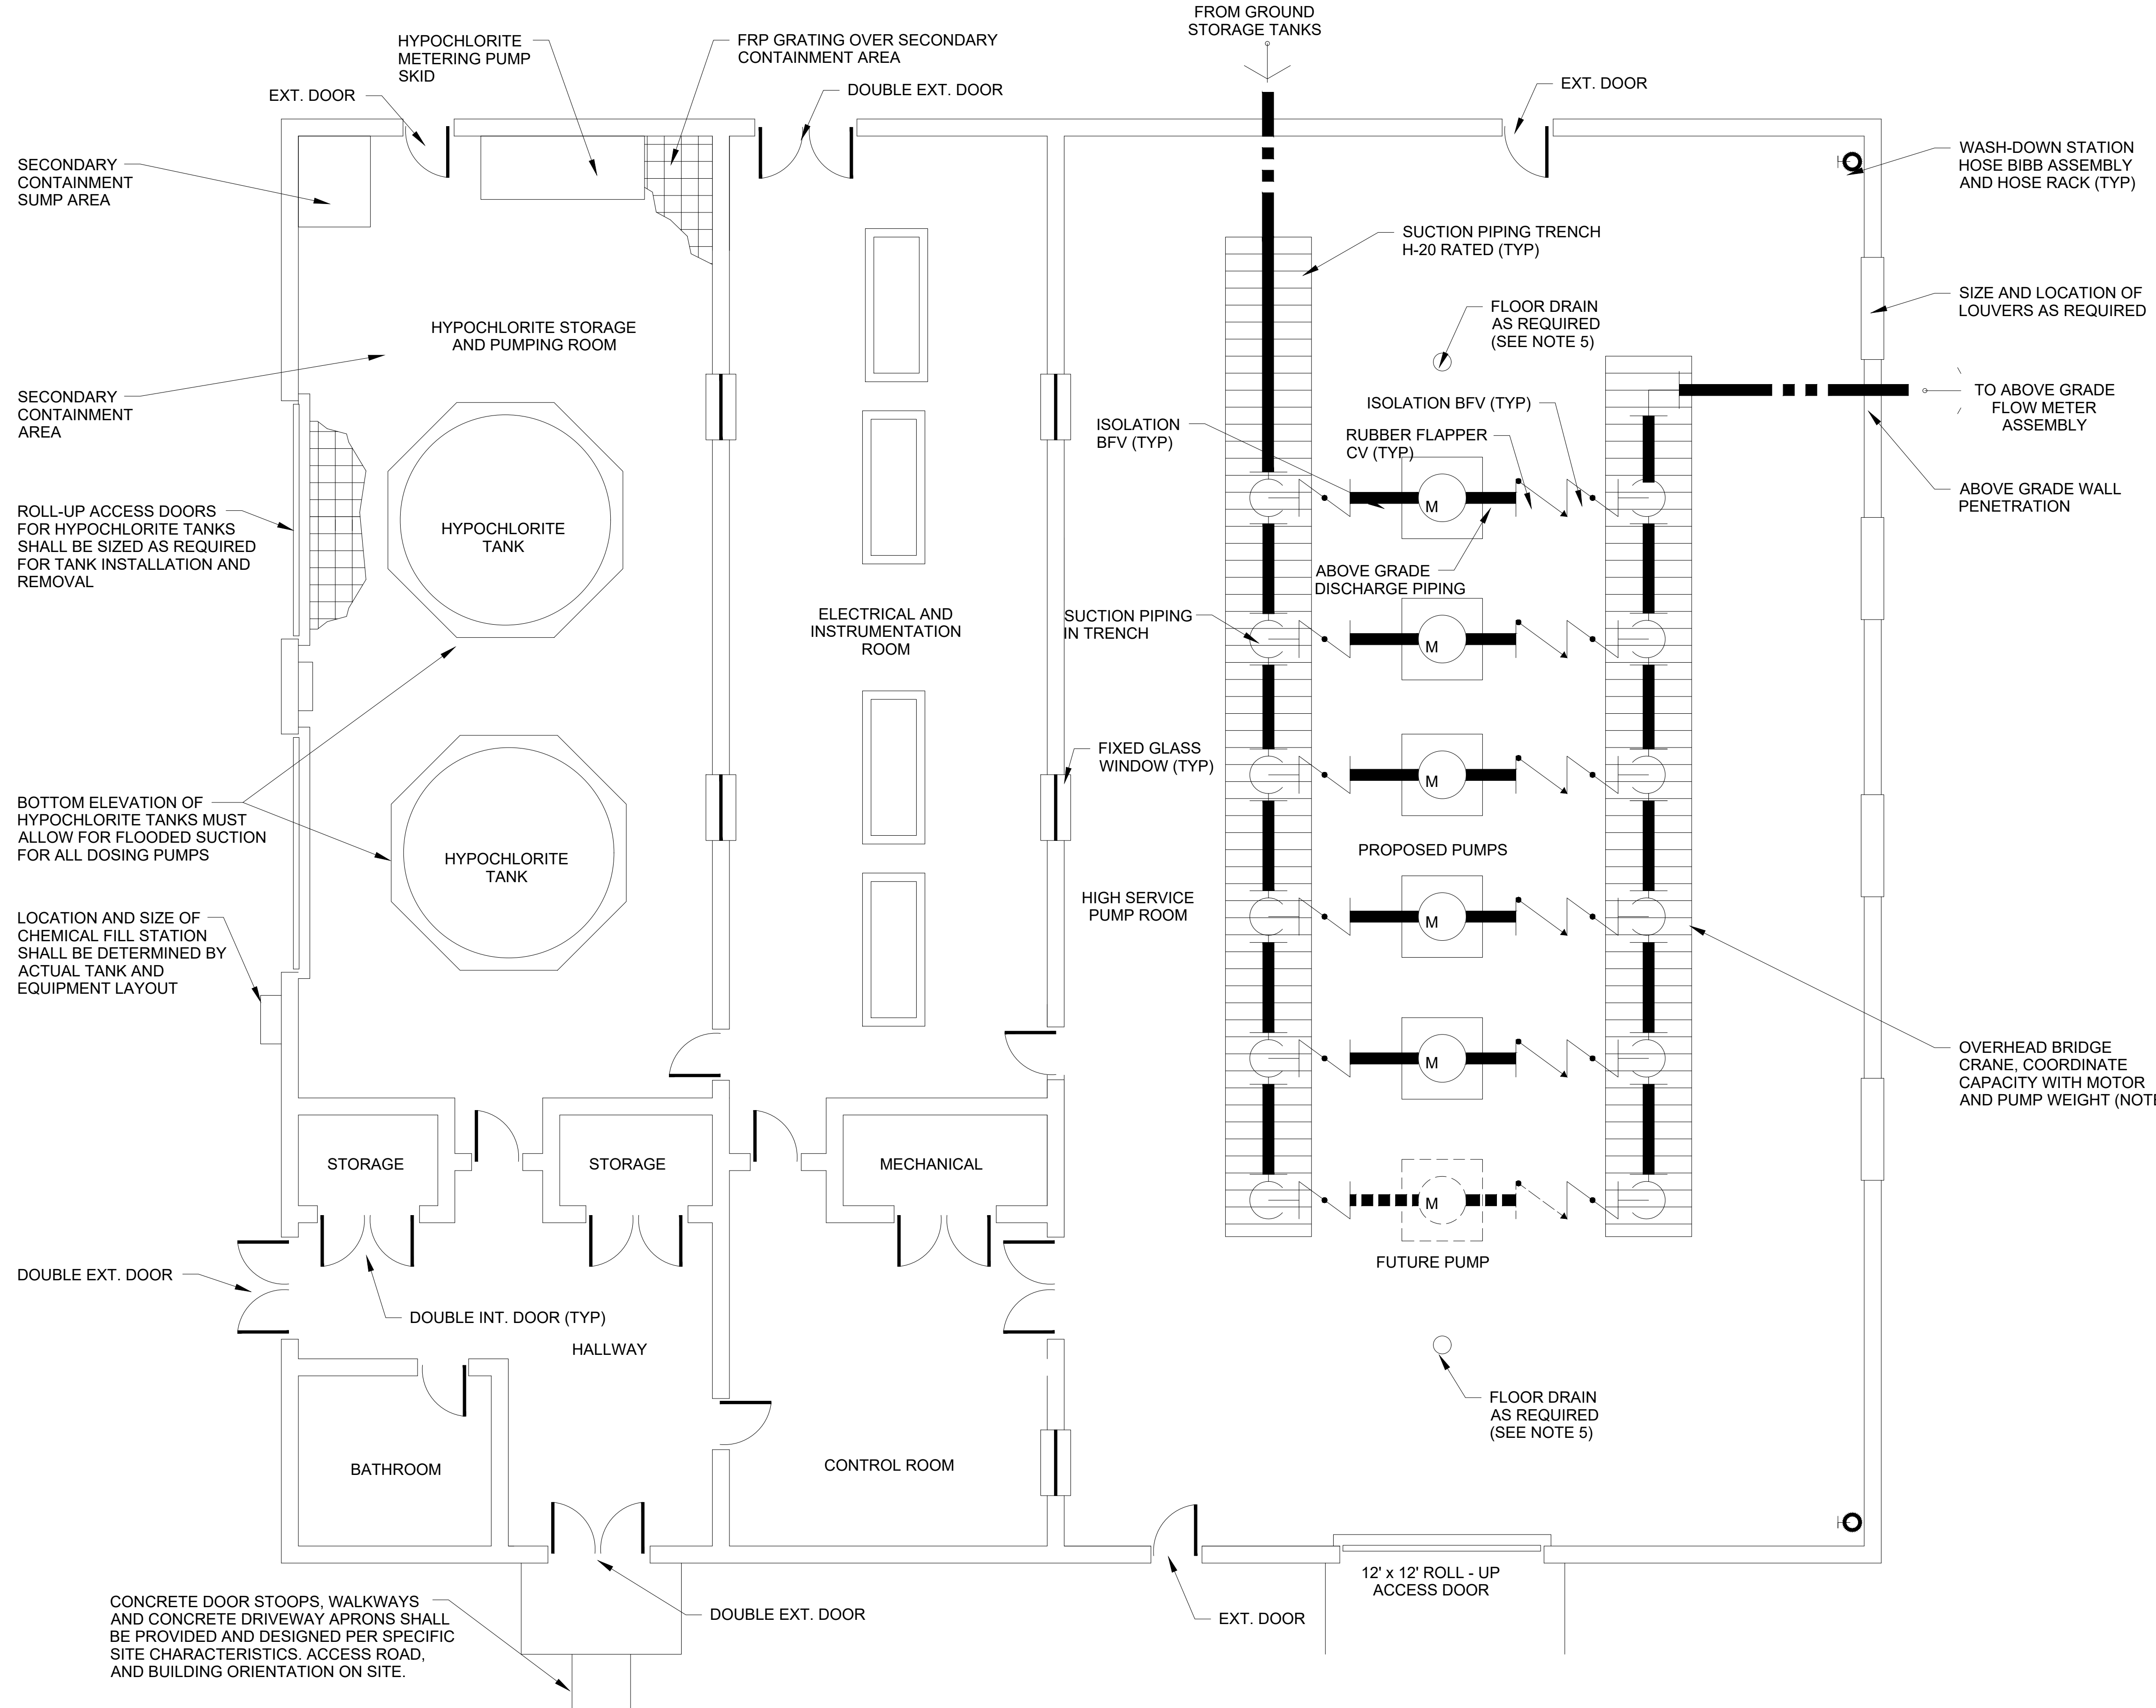 FROM GROUND
STORAGE TANKS
HYPOCHLORITE
METERING PUMP
SKID
FRP GRATING OVER SECONDARY
CONTAINMENT AREA
EXT. DOOR
DOUBLE EXT. DOOR
EXT. DOOR
SECONDARY
CONTAINMENT
SUMP AREA
WASH-DOWN STATION
HOSE BIBB ASSEMBLY
AND HOSE RACK (TYP)
SUCTION PIPING TRENCH
H-20 RATED (TYP)
SIZE AND LOCATION OF
LOUVERS AS REQUIRED
FLOOR DRAIN
AS REQUIRED
(SEE NOTE 5)
HYPOCHLORITE STORAGE
AND PUMPING ROOM
SECONDARY
CONTAINMENT
AREA
TO ABOVE GRADE
FLOW METER
ASSEMBLY
ISOLATION BFV (TYP)
ISOLATION
BFV (TYP)
RUBBER FLAPPER
CV (TYP)
ABOVE GRADE WALL
PENETRATION
ROLL-UP ACCESS DOORS
FOR HYPOCHLORITE TANKS
SHALL BE SIZED AS REQUIRED
FOR TANK INSTALLATION AND
REMOVAL
HYPOCHLORITE
TANK
M
ABOVE GRADE
DISCHARGE PIPING
ELECTRICAL AND
INSTRUMENTATION
ROOM
SUCTION PIPING
IN TRENCH
M
FIXED GLASS
WINDOW (TYP)
M
BOTTOM ELEVATION OF
HYPOCHLORITE TANKS MUST
ALLOW FOR FLOODED SUCTION
FOR ALL DOSING PUMPS
HYPOCHLORITE
TANK
PROPOSED PUMPS
HIGH SERVICE
PUMP ROOM
M
LOCATION AND SIZE OF
CHEMICAL FILL STATION
SHALL BE DETERMINED BY
ACTUAL TANK AND
EQUIPMENT LAYOUT
M
OVERHEAD BRIDGE
CRANE, COORDINATE
CAPACITY WITH MOTOR
AND PUMP WEIGHT (NOTE
STORAGE
STORAGE
MECHANICAL
M
FUTURE PUMP
DOUBLE EXT. DOOR
DOUBLE INT. DOOR (TYP)
HALLWAY
FLOOR DRAIN
AS REQUIRED
(SEE NOTE 5)
BATHROOM
CONTROL ROOM
12' x 12' ROLL - UP
ACCESS DOOR
CONCRETE DOOR STOOPS, WALKWAYS
AND CONCRETE DRIVEWAY APRONS SHALL
BE PROVIDED AND DESIGNED PER SPECIFIC
SITE CHARACTERISTICS. ACCESS ROAD,
AND BUILDING ORIENTATION ON SITE.
DOUBLE EXT. DOOR
EXT. DOOR